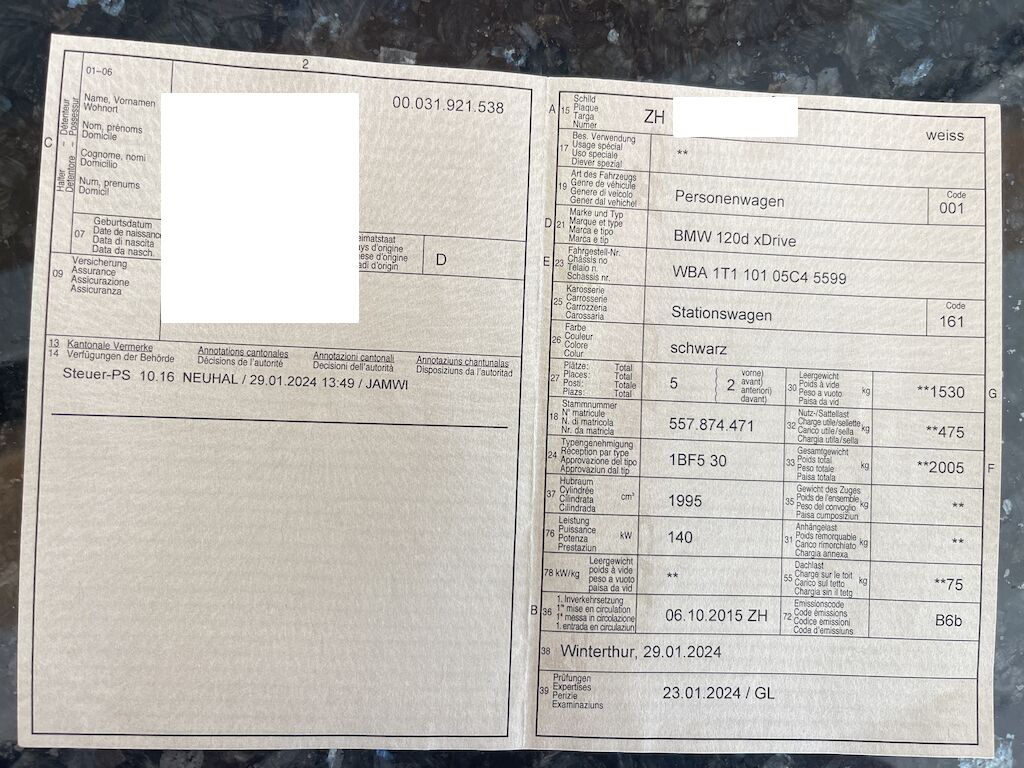 2
01–06
00.031.921.538
C
Halter - Détenteur
Detentore - Possessur
Name, Vornamen
Wohnort
Nom, prénoms
Domicile
Cognome, nomi
Domicilio
Num, prenums
Domicil
07
Geburtsdatum
Date de naissance
Data di nascita
Data da nasch.
eimatstaat
ys d'origine
ese d'origine
adi d'origin
D
09
Versicherung
Assurance
Assicurazione
Assicuranza
13
14
Kantonale Vermerke
Verfügungen der Behörde
Annotations cantonales
Décisions de l'autorité
Annotazioni cantonali
Decisioni dell'autorità
Annotaziuns chantunalas
Disposiziuns da l'autoritad
Steuer-PS 10.16 NEUHAL / 29.01.2024 13:49 / JAMWI
A 15
Schild
Plaque
Targa
Numer
ZH
weiss
17
Bes. Verwendung
Usage spécial
Uso speciale
Diever spezial
**
19
Art des Fahrzeugs
Genre de véhicule
Genere di veicolo
Gener dal vehichel
Personenwagen
Code
001
D 21
Marke und Typ
Marque et type
Marca e tipo
Marca e tip
BMW 120d xDrive
E 23
Fahrgestell-Nr.
Châssis no
Telaio n.
Schassis nr.
WBA 1T1 101 05C4 5599
25
Karosserie
Carrosserie
Carrozzeria
Carossaria
Stationswagen
Code
161
26
Farbe
Couleur
Colore
Colur
schwarz
27
Plätze: Total
Places: Total
Posti: Totale
Plazs: Total
5
2
vorne)
avant)
anteriori)
davant)
30
Leergewicht
Poids à vide
Peso a vuoto
Paisa da vid
kg
**1530
G
18
Stammnummer
N° matricule
N. di matricola
Nr. da matricla
557.874.471
32
Nutz-/Sattellast
Charge utile/sellette
Carico utile/sella
Chargia utila/sella
kg
**475
24
Typengenehmigung
Réception par type
Approvazione del tipo
Approvaziun dal tip
1BF5 30
33
Gesamtgewicht
Poids total
Peso totale
Paisa totala
kg
**2005
F
37
Hubraum
Cylindrée
Cilindrata
Cilindrada
cm³
1995
35
Gewicht des Zuges
Poids de l'ensemble
Peso del convoglio
Paisa cumposiziun
kg
**
76
Leistung
Puissance
Potenza
Prestaziun
kW
140
31
Anhängelast
Poids remorquable
Carico rimorchiato
Chargia annexa
kg
**
78 kW/kg
Leergewicht
poids à vide
peso a vuoto
paisa da vid
**
55
Dachlast
Charge sur le toit
Carico sul tetto
Chargia sin il tetg
kg
**75
B 36
1. Inverkehrsetzung
1re mise en circulation
1a messa in circolazione
1. entrada en circulaziun
06.10.2015 ZH
72
Emissionscode
Code émissions
Codice emissioni
Code d'emissiuns
B6b
38
Winterthur, 29.01.2024
39
Prüfungen
Expertises
Perizie
Examinaziuns
23.01.2024 / GL